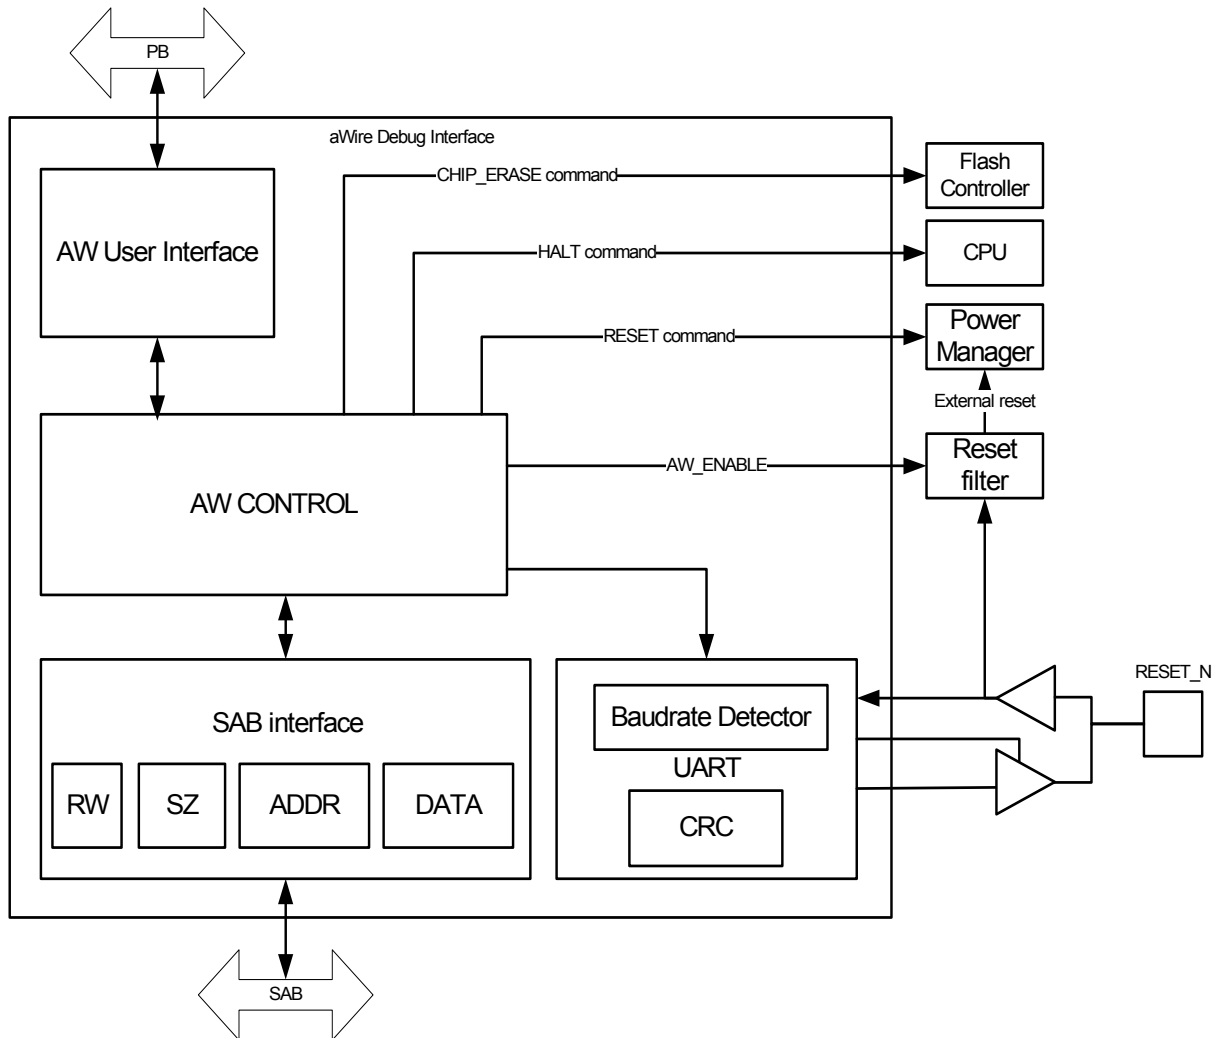 PB
aWire Debug Interface
CHIP_ERASE command
Flash
Controller
AW User Interface
HALT command
CPU
RESET command
Power
Manager
External reset
AW CONTROL
AW_ENABLE
Reset
filter
RESET_N
SAB interface
RW
SZ
ADDR
DATA
Baudrate Detector
UART
CRC
SAB